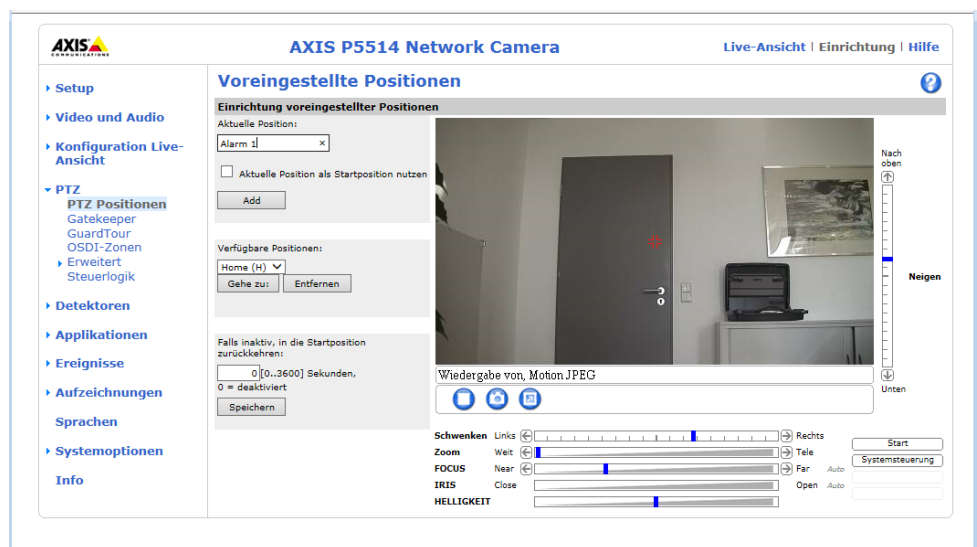 AXIS
COMMUNICATIONS
AXIS P5514 Network Camera
Live-Ansicht | Einrichtung | Hilfe
Setup
Video und Audio
Konfiguration Live-
Ansicht
PTZ
PTZ Positionen
Gatekeeper
GuardTour
OSDI-Zonen
Erweitert
Steuerlogik
Detektoren
Applikationen
Ereignisse
Aufzeichnungen
Sprachen
Systemoptionen
Info
Voreingestellte Positionen
?
Einrichtung voreingestellter Positionen
Aktuelle Position:
Alarm 1 ×
Aktuelle Position als Startposition nutzen
Add
Verfügbare Positionen:
Home (H)
Gehe zu: Entfernen
Falls inaktiv, in die Startposition
zurückkehren:
0 [0..3600] Sekunden,
0 = deaktiviert
Speichern
Nach
oben
Neigen
Unten
Wiedergabe von, Motion JPEG
Schwenken Links Rechts
Zoom Weit Tele
FOCUS Near Far Auto
IRIS Close Open Auto
HELLIGKEIT
Start
Systemsteuerung